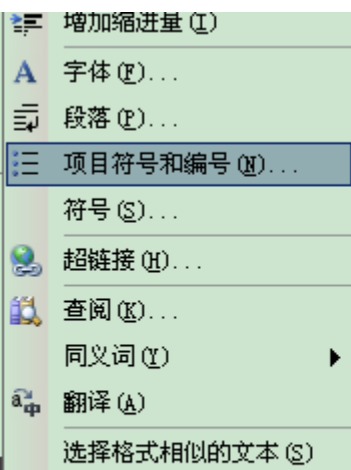 增加缩进量(I)
字体(F)...
段落(P)...
项目符号和编号(N)...
符号(S)...
超链接(H)...
查阅(K)...
同义词(Y)
翻译(A)
选择格式相似的文本(S)